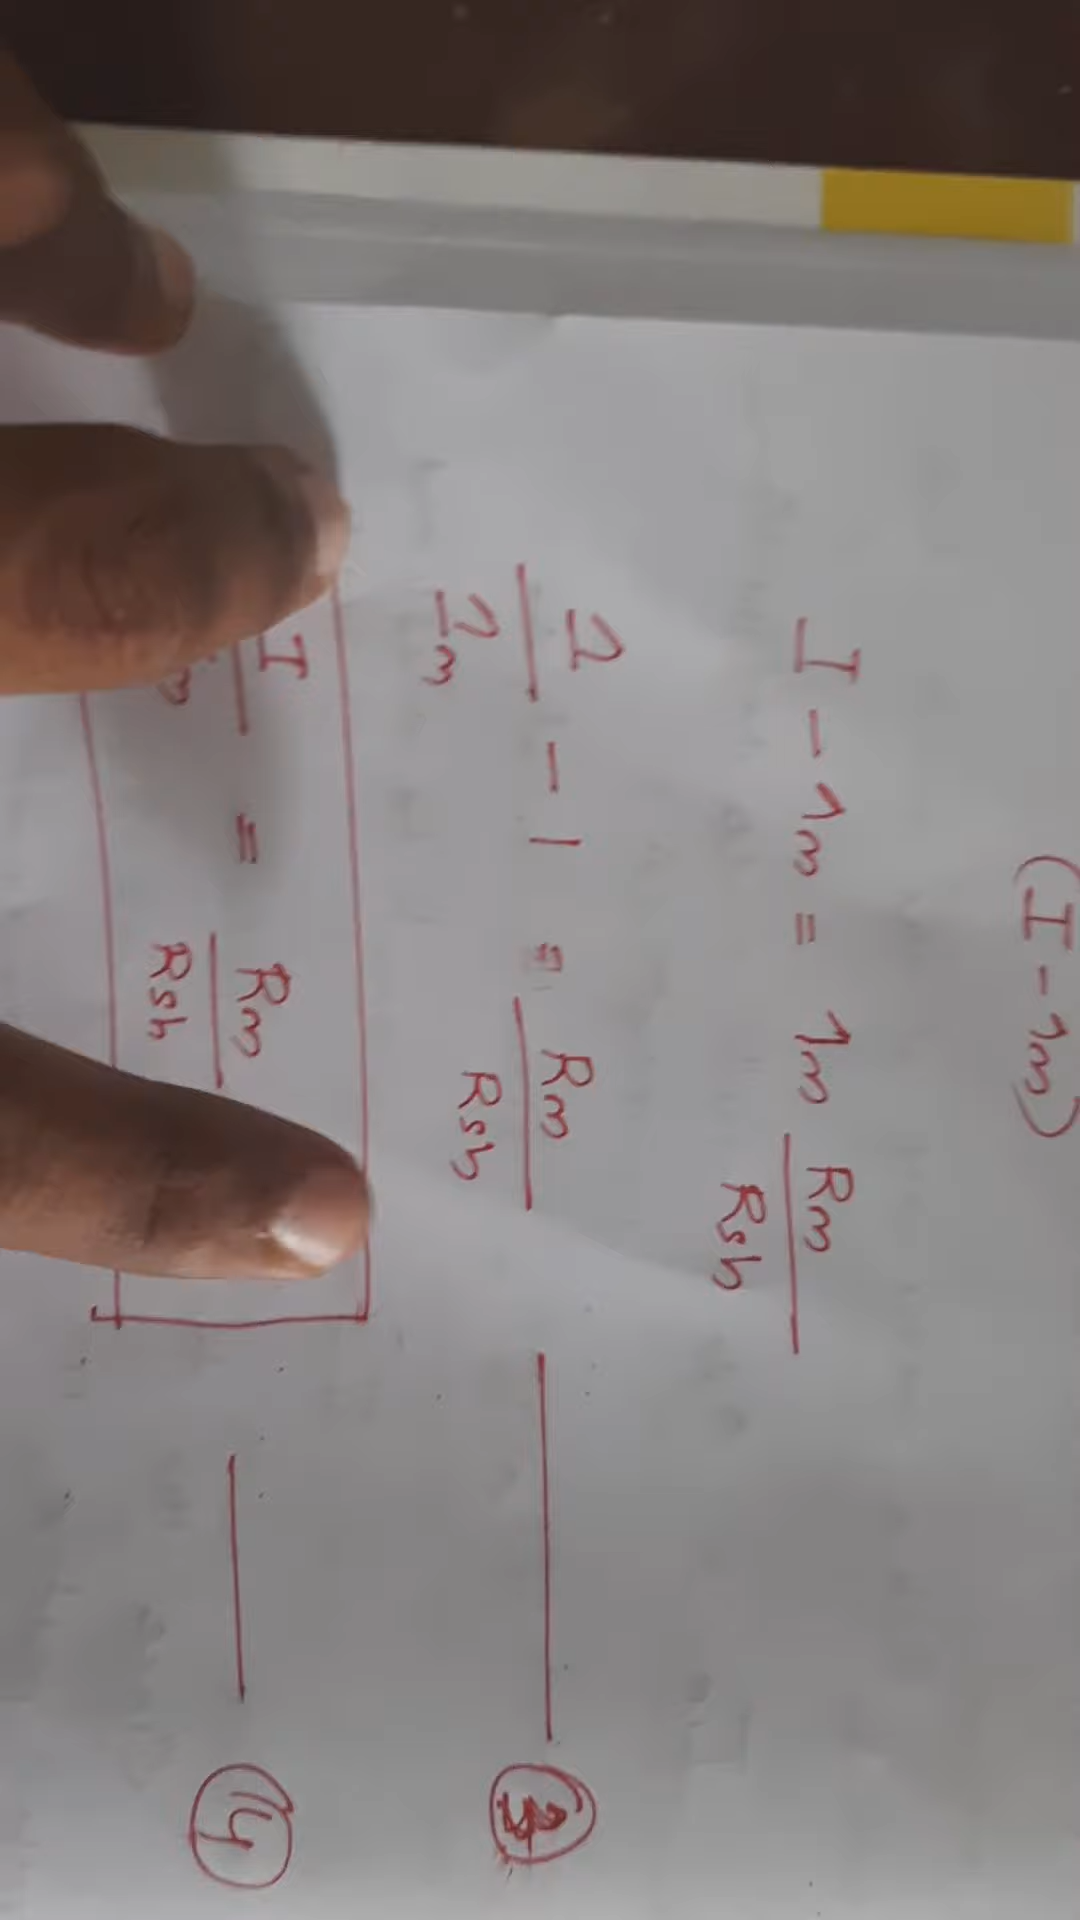 (I - Im)
I - Im = Im Rm/Rsh
I/Im - 1 = Rm/Rsh (3)
I/m = Rm/Rsh (4)